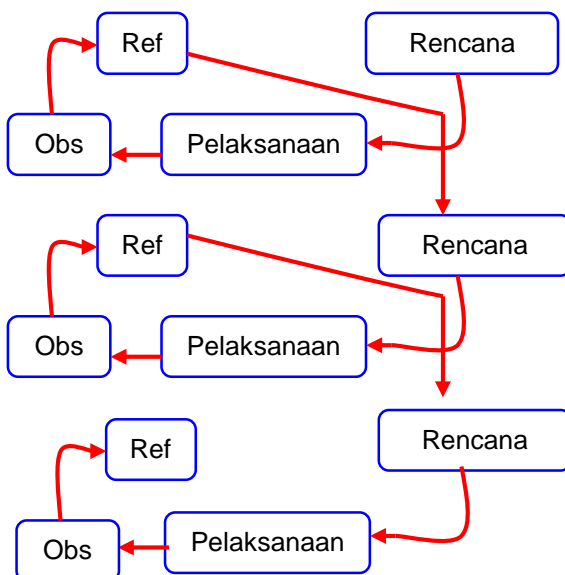 Ref
Rencana
Obs
Pelaksanaan
Ref
Rencana
Obs
Pelaksanaan
Ref
Rencana
Obs
Pelaksanaan